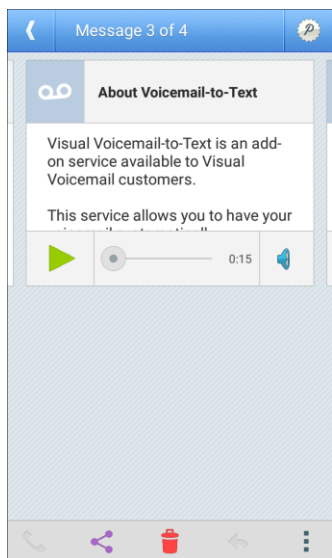 Message 3 of 4
About Voicemail-to-Text
Visual Voicemail-to-Text is an add-
on service available to Visual
Voicemail customers.
This service allows you to have your
0:15